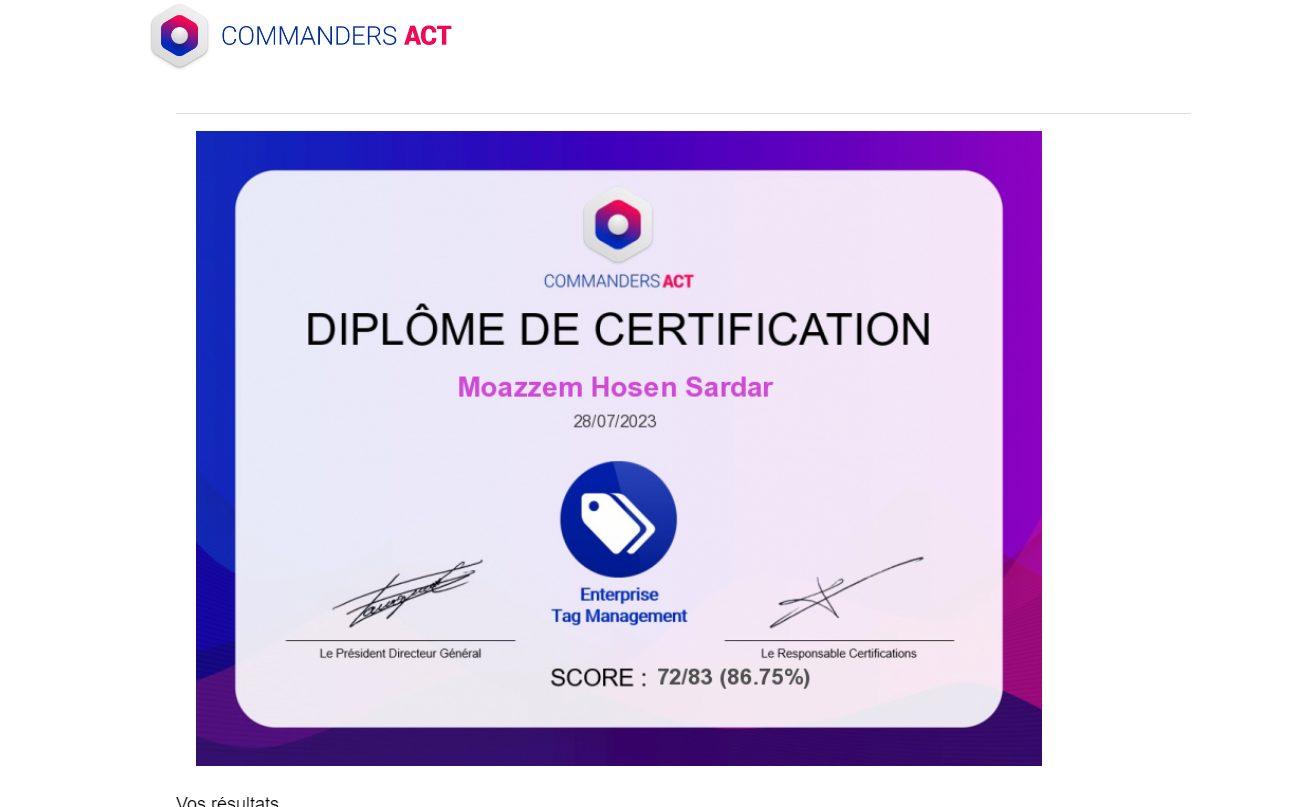 COMMANDERS ACT
COMMANDERS ACT
DIPLÔME DE CERTIFICATION
Moazzem Hosen Sardar
28/07/2023
Enterprise
Tag Management
Le Président Directeur Général
Le Responsable Certifications
SCORE : 72/83 (86.75%)
Vos résultats